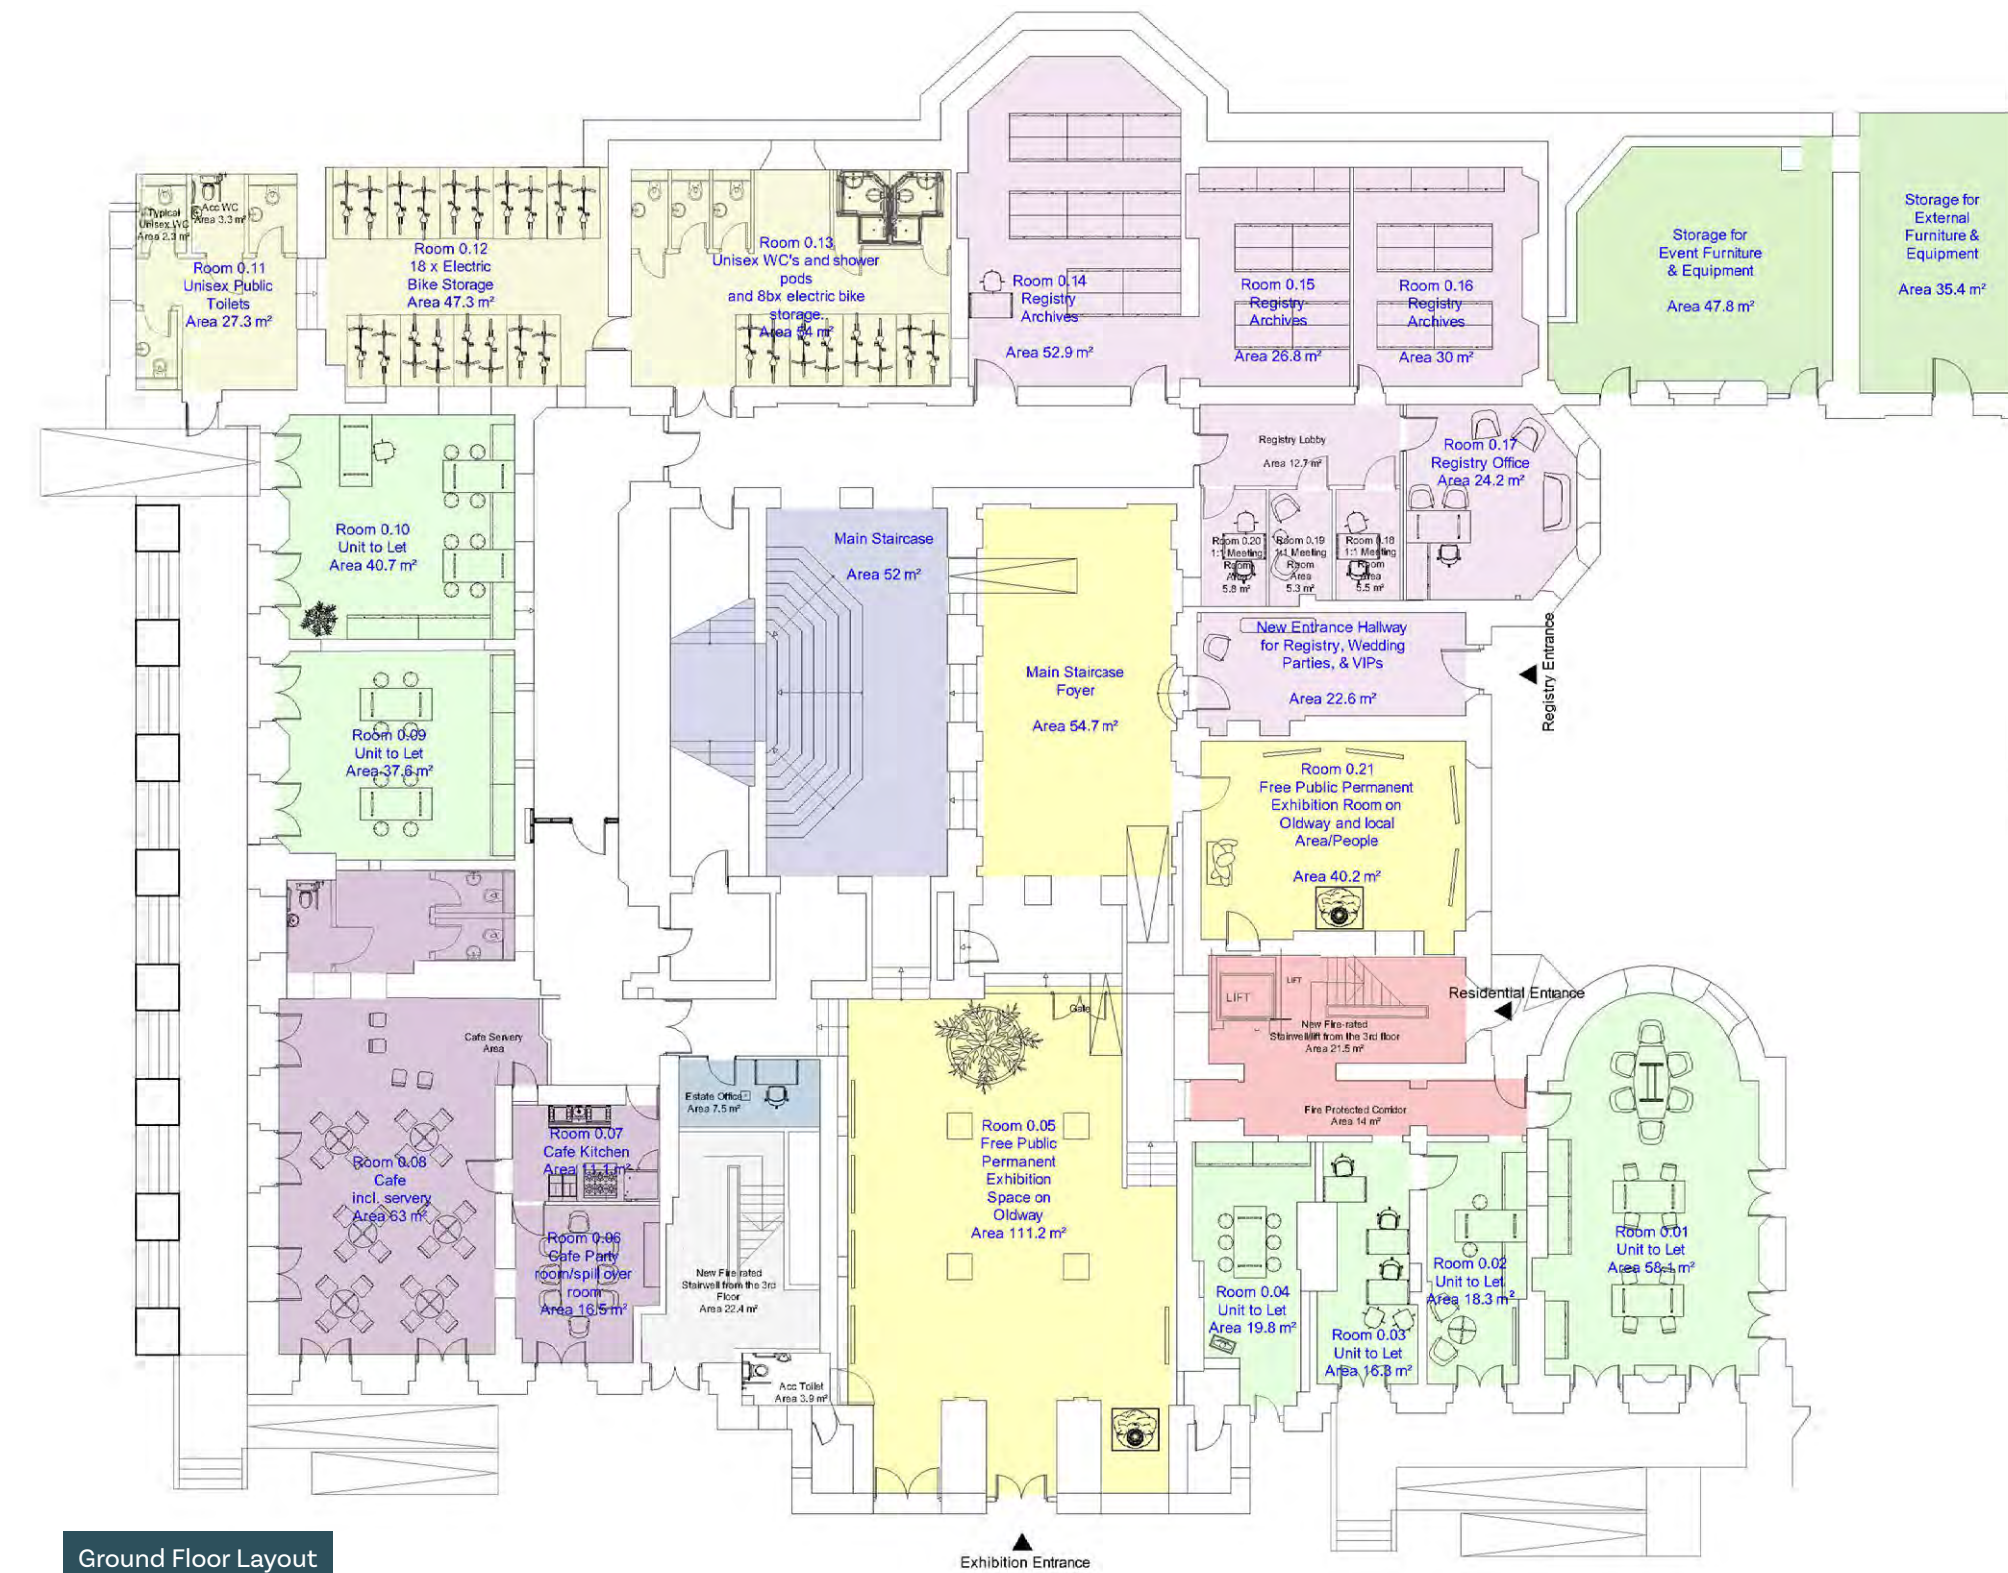 Typical
Unisex WC
Area 2.3 m²
Acc WC
Area 3.3 m²
Room 0.11
Unisex Public
Toilets
Area 27.3 m²
Room 0.12
18 x Electric
Bike Storage
Area 47.3 m²
Room 0.13
Unisex WC's and shower
pods
and 8bx electric bike
storage.
Area 54 m²
Room 0.14
Registry
Archives
Area 52.9 m²
Room 0.15
Registry
Archives
Area 26.8 m²
Room 0.16
Registry
Archives
Area 30 m²
Storage for
Event Furniture
& Equipment
Area 47.8 m²
Storage for
External
Furniture &
Equipment
Area 35.4 m²
Room 0.10
Unit to Let
Area 40.7 m²
Main Staircase
Area 52 m²
Registry Lobby
Area 12.7 m²
Room 0.17
Registry Office
Area 24.2 m²
Room 0.20
1:1 Meeting
Room
Area
5.8 m²
Room 0.19
1:1 Meeting
Room
Area
5.3 m²
Room 0.18
1:1 Meeting
Room
Area
5.5 m²
New Entrance Hallway
for Registry, Wedding
Parties, & VIPs
Area 22.6 m²
Registry Entrance
Main Staircase
Foyer
Area 54.7 m²
Room 0.09
Unit to Let
Area 37.6 m²
Room 0.21
Free Public Permanent
Exhibition Room on
Oldway and local
Area/People
Area 40.2 m²
LIFT
LIFT
New Fire-rated
Stairwell/lift from the 3rd floor
Area 21.5 m²
Residential Entrance
Cafe Servery
Area
Gate
Estate Office
Area 7.5 m²
Fire Protected Corridor
Area 14 m²
Room 0.08
Cafe
incl. servery
Area 63 m²
Room 0.07
Cafe Kitchen
Area 11.1 m²
Room 0.06
Cafe Party
room/spill over
room
Area 16.5 m²
New Fire rated
Stairwell from the 3rd
Floor
Area 22.4 m²
Acc Toilet
Area 3.9 m²
Room 0.05
Free Public
Permanent
Exhibition
Space on
Oldway
Area 111.2 m²
Room 0.04
Unit to Let
Area 19.8 m²
Room 0.03
Unit to Let
Area 16.3 m²
Room 0.02
Unit to Let
Area 18.3 m²
Room 0.01
Unit to Let
Area 58.1 m²
Exhibition Entrance
Ground Floor Layout